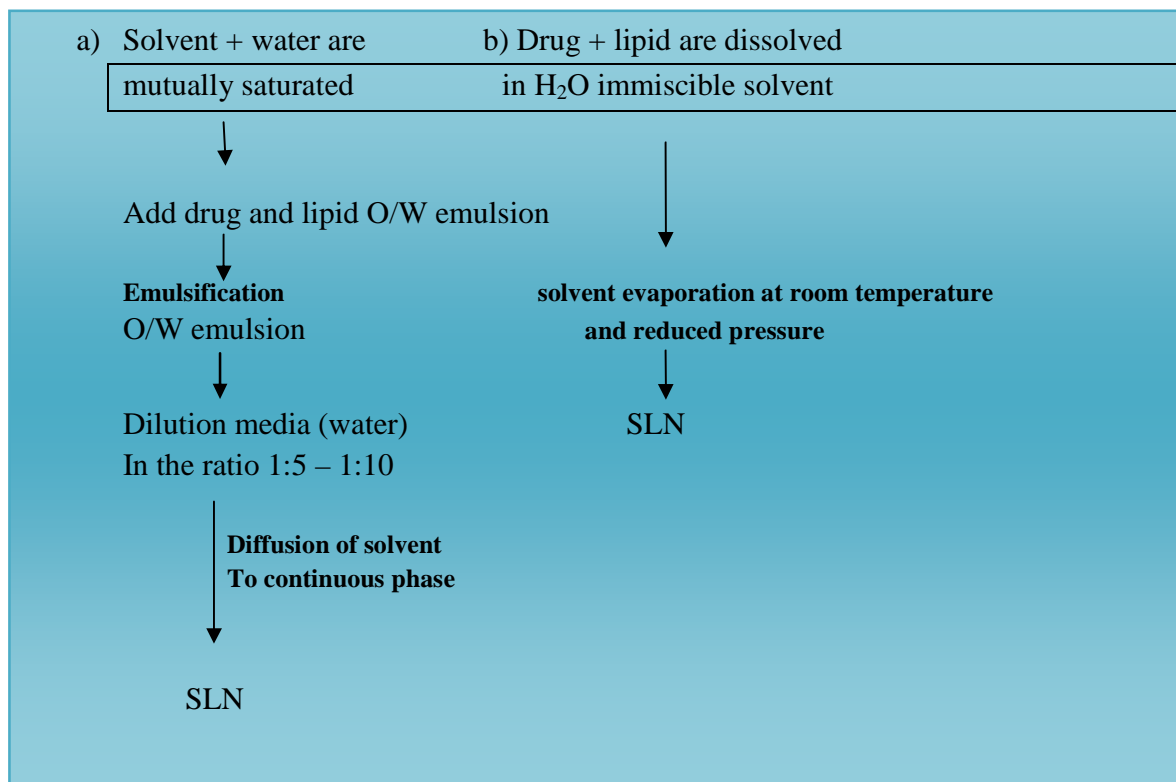 a) Solvent + water are
mutually saturated
Add drug and lipid O/W emulsion
Emulsification
O/W emulsion
Dilution media (water)
In the ratio 1:5 – 1:10
Diffusion of solvent
To continuous phase
SLN
b) Drug + lipid are dissolved
in H₂O immiscible solvent
solvent evaporation at room temperature
and reduced pressure
SLN